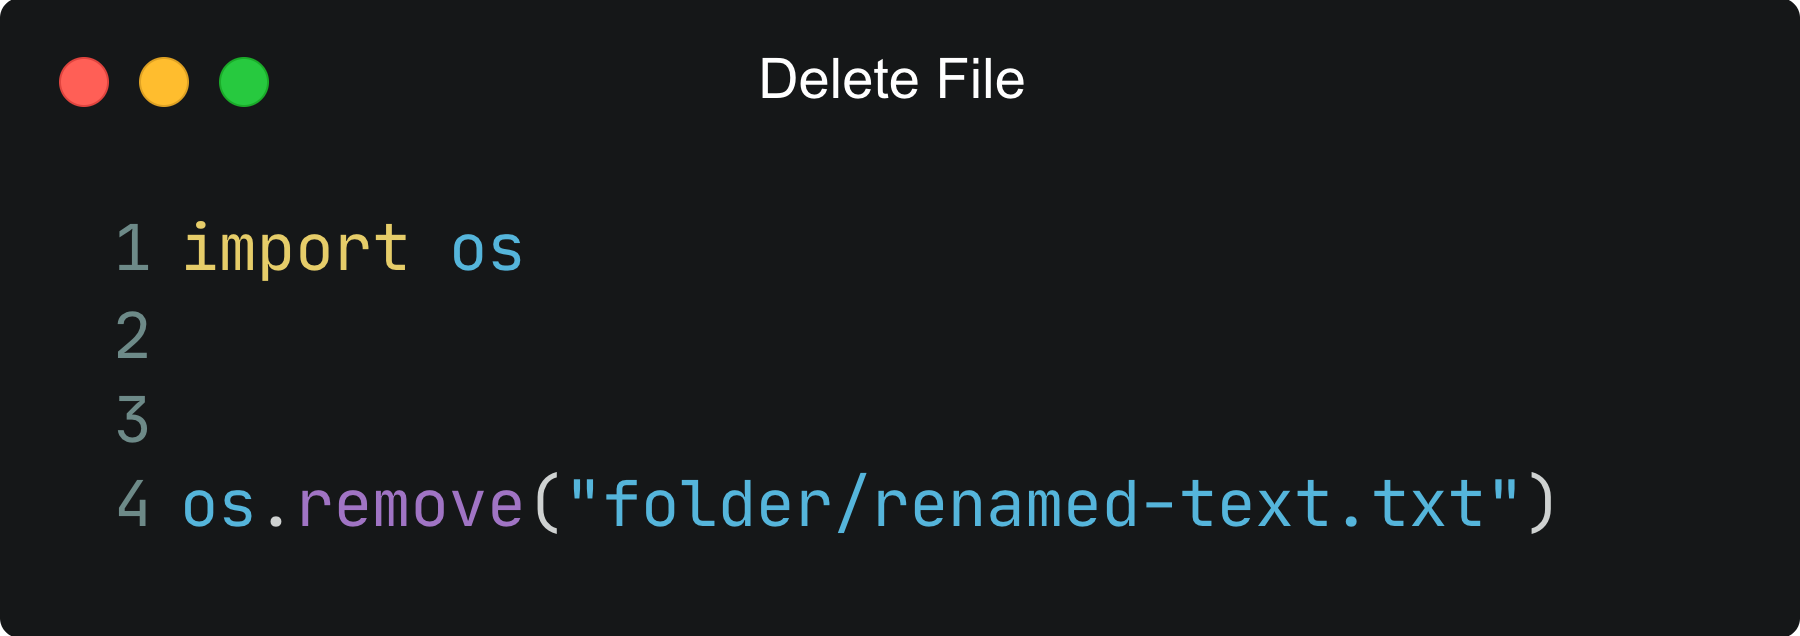 Delete File
1 import os
2
3
4 os.remove("folder/renamed-text.txt")